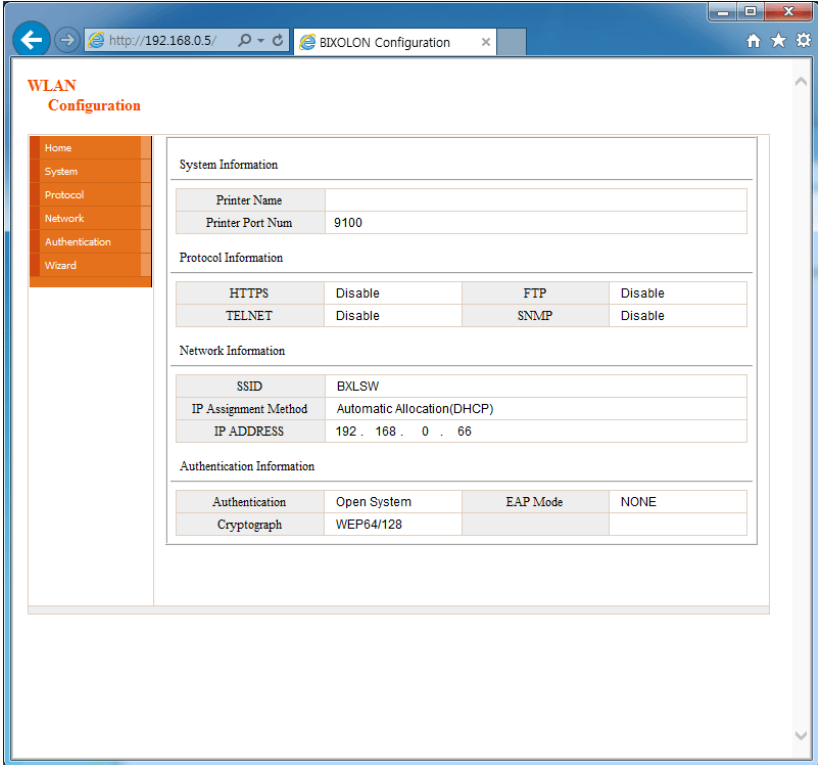 http://192.168.0.5/
BIXOLON Configuration
WLAN
Configuration
Home
System
Protocol
Network
Authentication
Wizard
System Information
Printer Name
Printer Port Num 9100
Protocol Information
HTTPS Disable FTP Disable
TELNET Disable SNMP Disable
Network Information
SSID BXLSW
IP Assignment Method Automatic Allocation(DHCP)
IP ADDRESS 192 . 168 . 0 . 66
Authentication Information
Authentication Open System EAP Mode NONE
Cryptograph WEP64/128